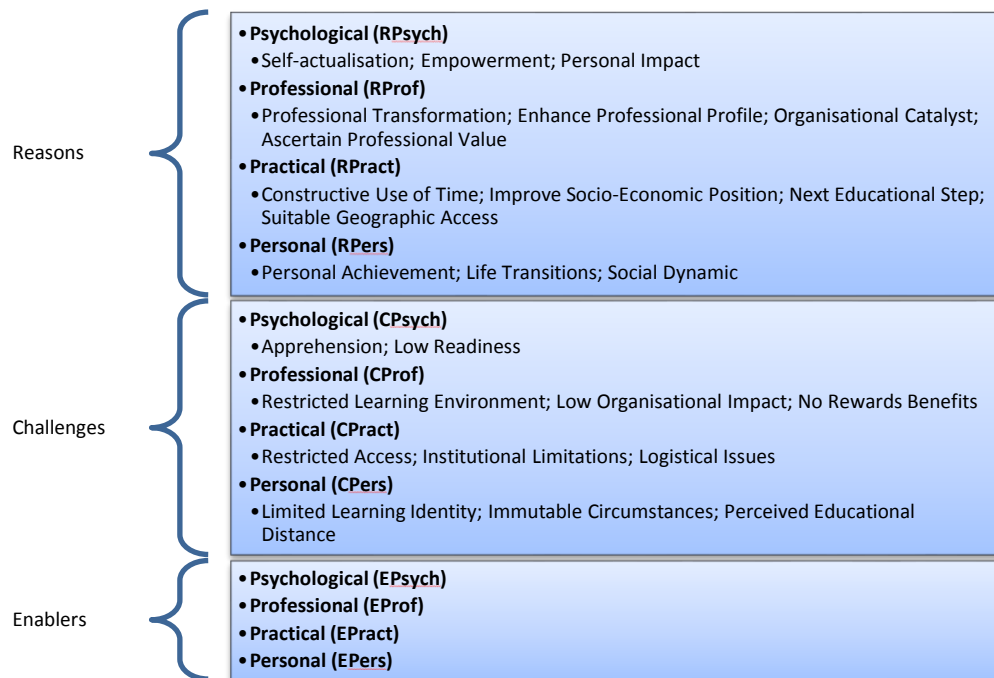 Reasons
• Psychological (RPsych)
• Self-actualisation; Empowerment; Personal Impact
• Professional (RProf)
• Professional Transformation; Enhance Professional Profile; Organisational Catalyst;
Ascertain Professional Value
• Practical (RPract)
• Constructive Use of Time; Improve Socio-Economic Position; Next Educational Step;
Suitable Geographic Access
• Personal (RPers)
• Personal Achievement; Life Transitions; Social Dynamic
Challenges
• Psychological (CPsych)
• Apprehension; Low Readiness
• Professional (CProf)
• Restricted Learning Environment; Low Organisational Impact; No Rewards Benefits
• Practical (CPract)
• Restricted Access; Institutional Limitations; Logistical Issues
• Personal (CPers)
• Limited Learning Identity; Immutable Circumstances; Perceived Educational
Distance
Enablers
• Psychological (EPsych)
• Professional (EProf)
• Practical (EPract)
• Personal (EPers)